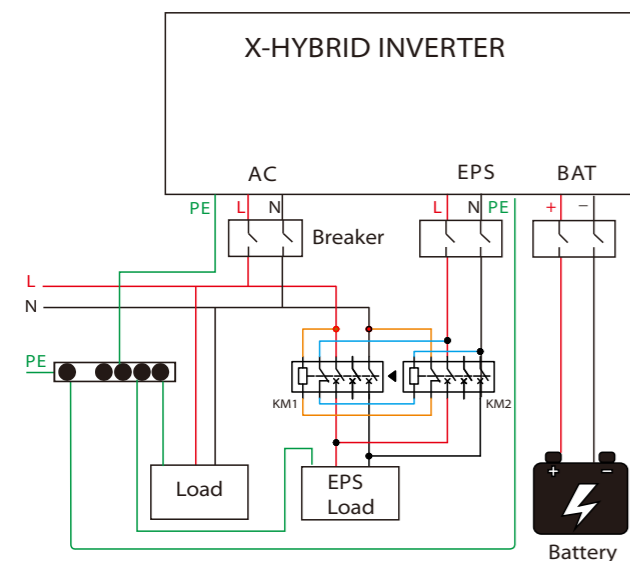 X-HYBRID INVERTER
AC EPS BAT
PE L N L N PE + −
Breaker
L
N
PE
KM1 KM2
Load
EPS
Load
+ −
Battery